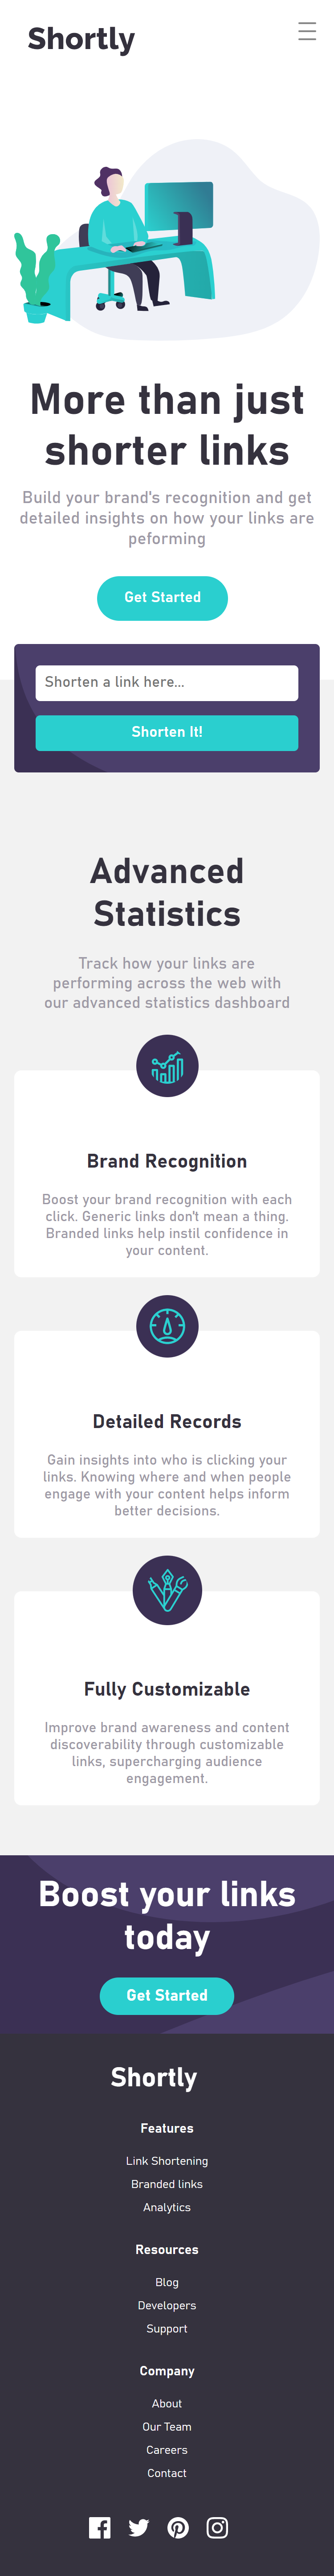 Shortly
More than just
shorter links
Build your brand's recognition and get
detailed insights on how your links are
peforming
Get Started
Shorten a link here...
Shorten It!
Advanced
Statistics
Track how your links are
performing across the web with
our advanced statistics dashboard
Brand Recognition
Boost your brand recognition with each
click. Generic links don't mean a thing.
Branded links help instil confidence in
your content.
Detailed Records
Gain insights into who is clicking your
links. Knowing where and when people
engage with your content helps inform
better decisions.
Fully Customizable
Improve brand awareness and content
discoverability through customizable
links, supercharging audience
engagement.
Boost your links
today
Get Started
Shortly
Features
Link Shortening
Branded links
Analytics
Resources
Blog
Developers
Support
Company
About
Our Team
Careers
Contact